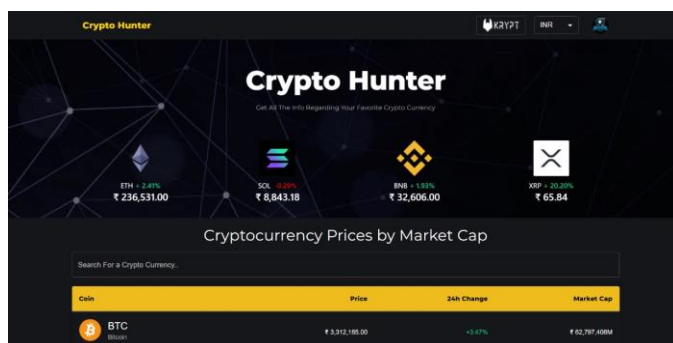 Crypto Hunter
KRYPT
INR
Crypto Hunter
Get All The Info Regarding Your Favorite Crypto Currency
ETH + 2.41%
₹ 236,531.00
SOL -0.29%
₹ 8,843.18
BNB + 1.93%
₹ 32,606.00
XRP + 20.20%
₹ 65.84
Cryptocurrency Prices by Market Cap
Search For a Crypto Currency..
Coin Price 24h Change Market Cap
BTC
Bitcoin
₹ 3,312,165.00 +3.47% ₹ 62,797,408M